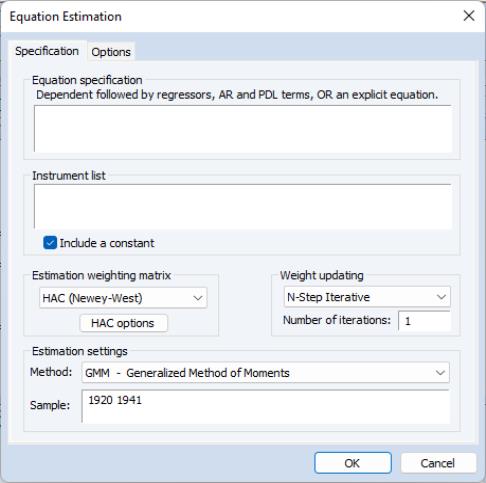 Equation Estimation
Specification Options
Equation specification
Dependent followed by regressors, AR and PDL terms, OR an explicit equation.
Instrument list
Include a constant
Estimation weighting matrix
HAC (Newey-West)
HAC options
Weight updating
N-Step Iterative
Number of iterations: 1
Estimation settings
Method: GMM - Generalized Method of Moments
Sample: 1920 1941
OK Cancel